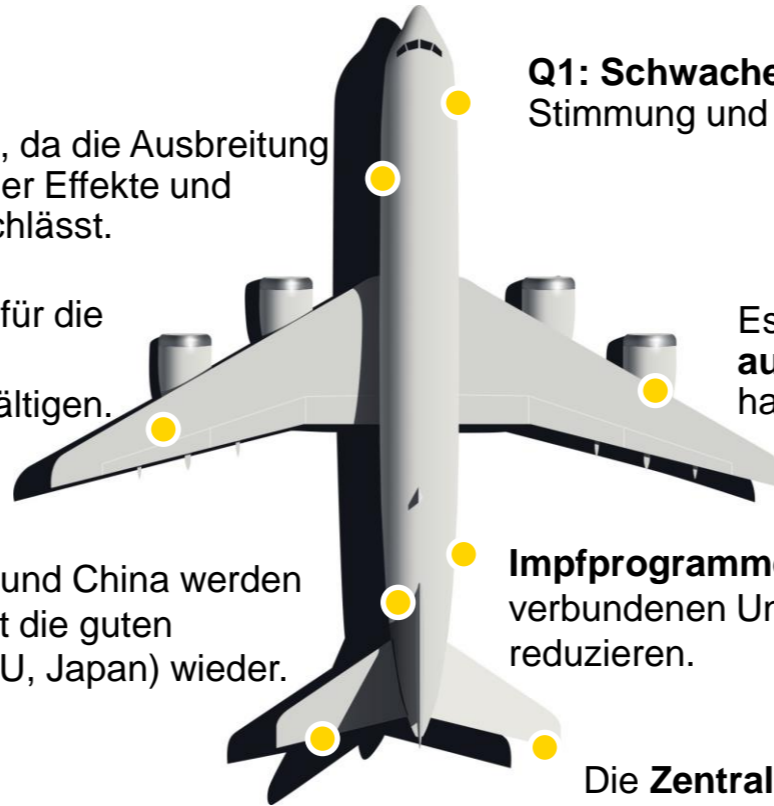 , da die Ausbreitung
er Effekte und
chlässt.
für die
ältigen.
und China werden
t die guten
U, Japan) wieder.
Q1: Schwache
Stimmung und
Es
au
ha
Impfprogramme
verbundenen Un
reduzieren.
Die Zentral